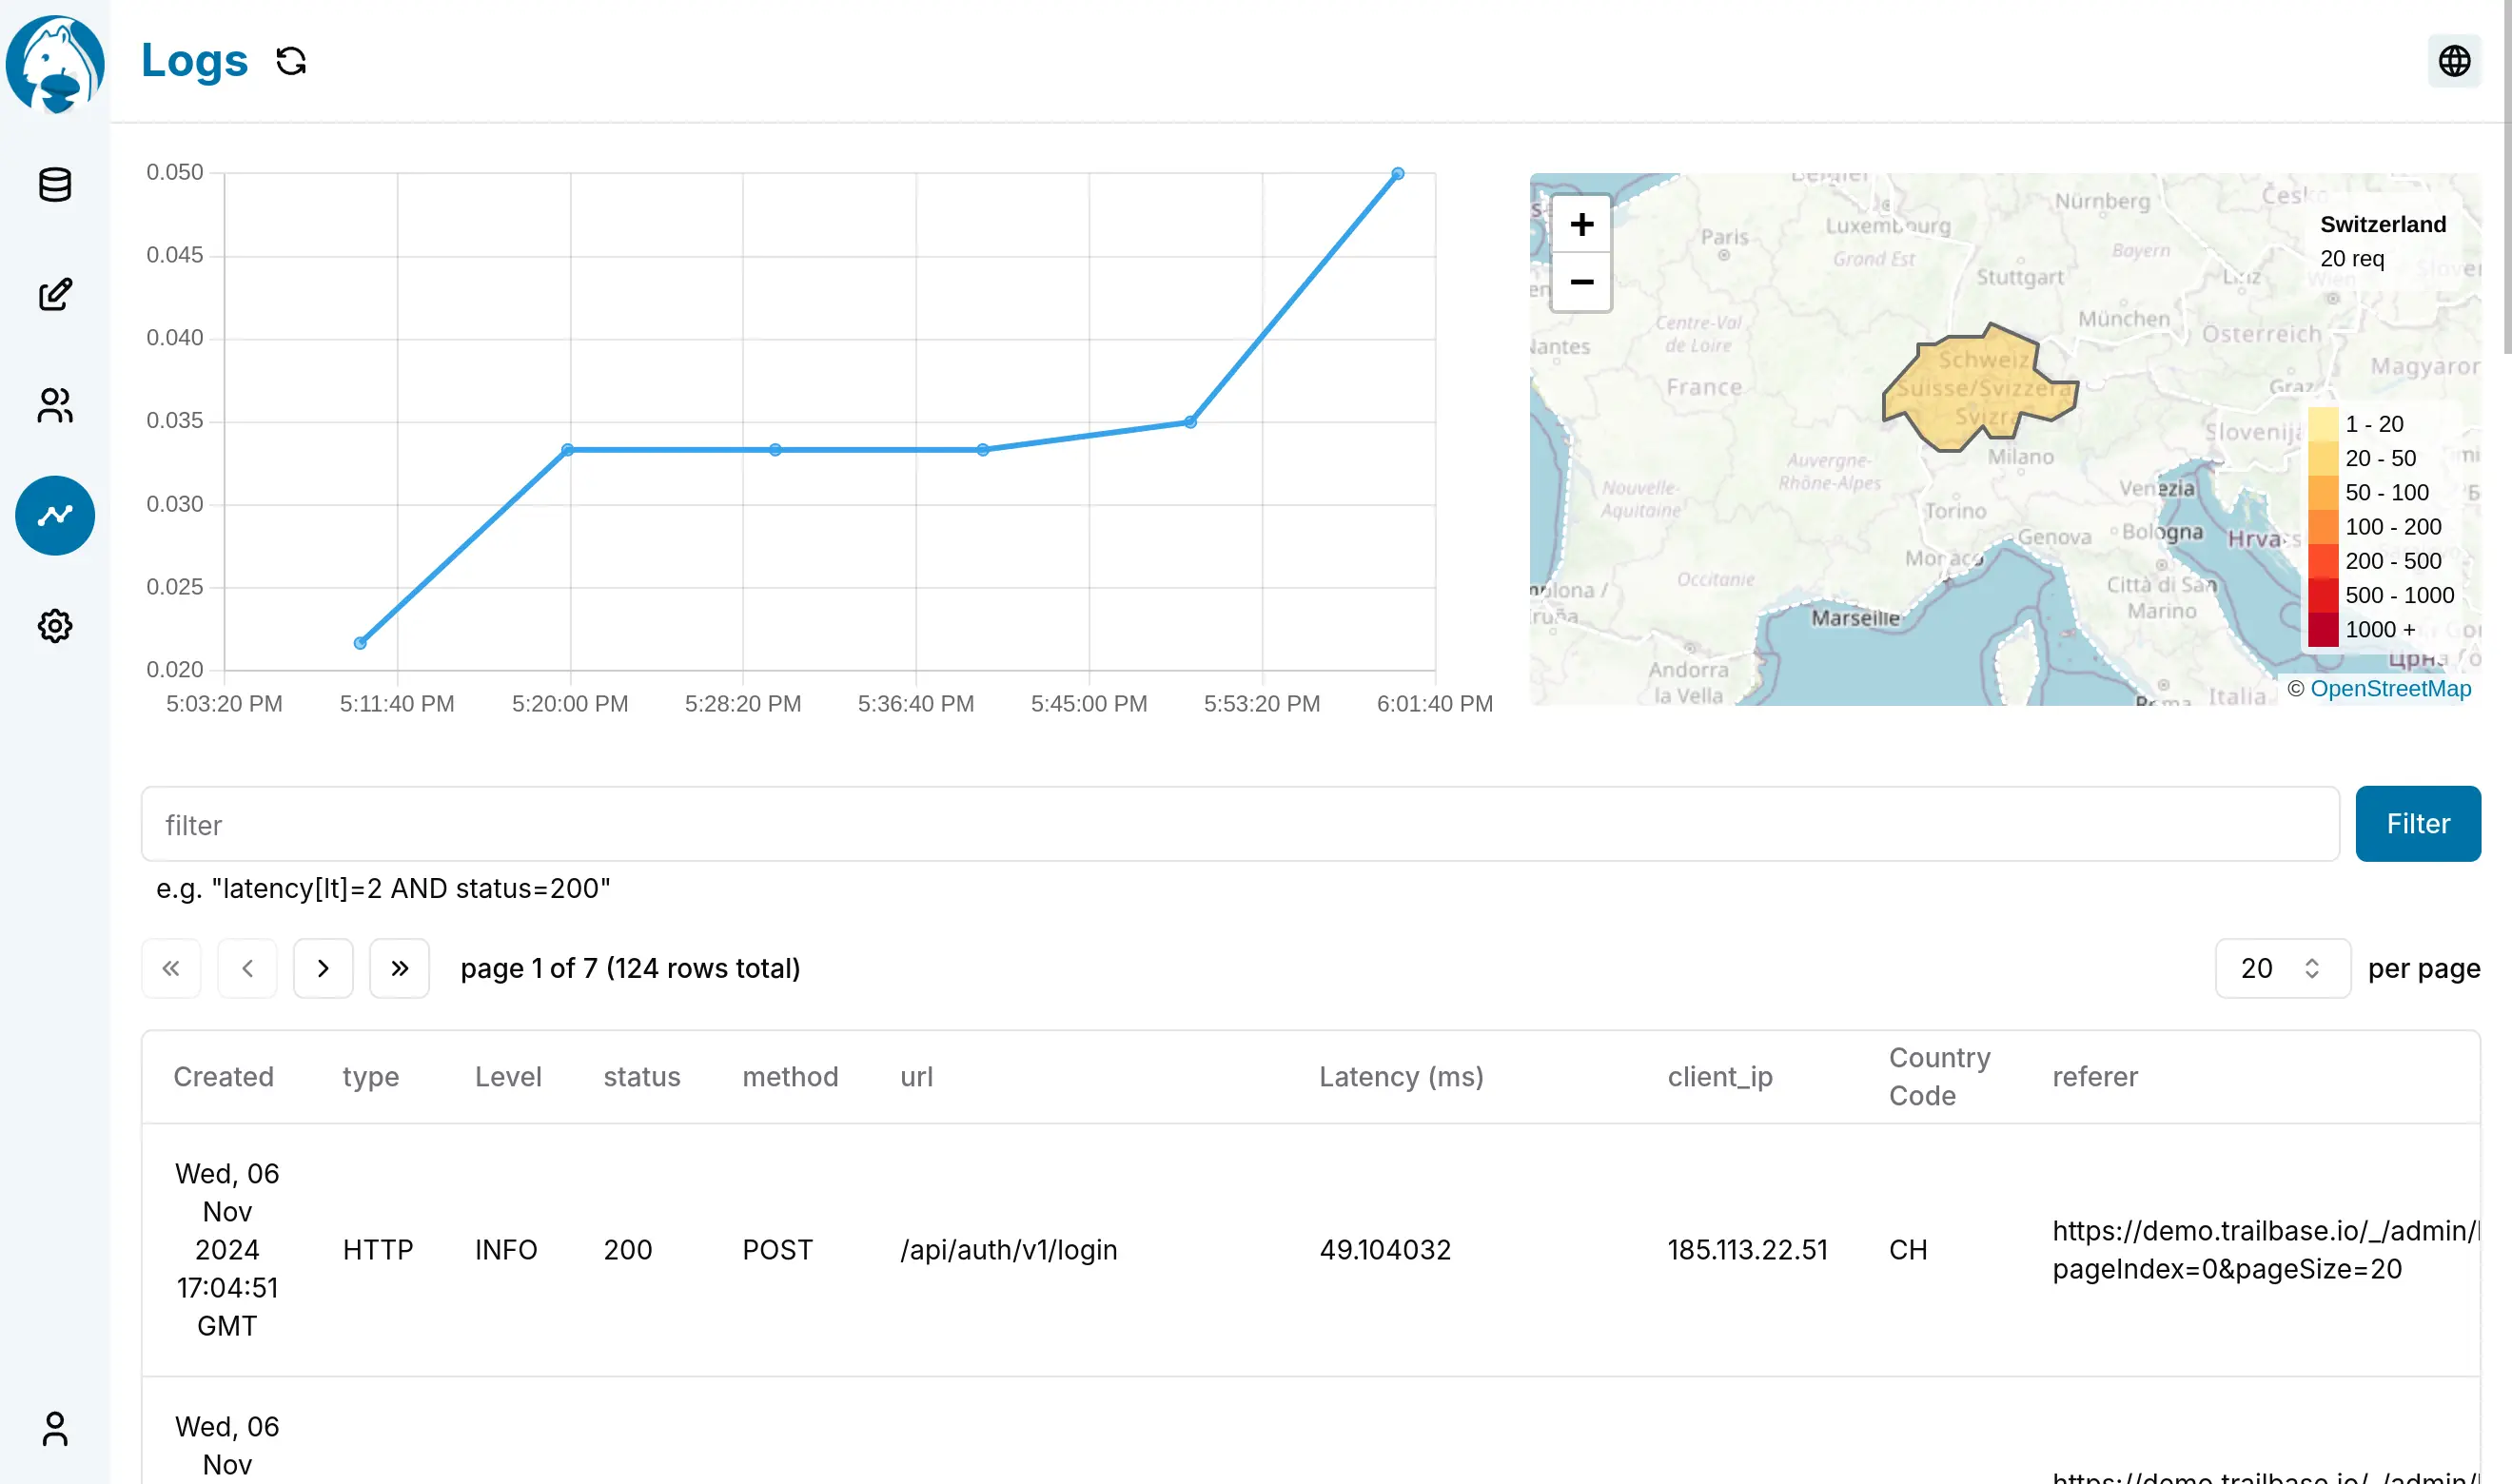 Logs
0.050
0.045
0.040
0.035
0.030
0.025
0.020
5:03:20 PM
5:11:40 PM
5:20:00 PM
5:28:20 PM
5:36:40 PM
5:45:00 PM
5:53:20 PM
6:01:40 PM
+
−
Luxembourg
Nürnberg
Paris
Grand Est
Bayern
Stuttgart
Linz
Wien
Centre-Val
de Loire
München
Österreich
Nantes
Schweiz
Suisse/Svizzera
Svizra
France
Graz
Magyaror
Milano
Auvergne-
Rhône-Alpes
Nouvelle-
Aquitaine
Venezia
Torino
Genova
Bologna
Monaco
Occitanie
Città di San
Marino
Marseille
Andorra
la Vella
Italia
Switzerland
20 req
1 - 20
20 - 50
50 - 100
100 - 200
200 - 500
500 - 1000
1000 +
© OpenStreetMap
filter
Filter
e.g. "latency[lt]=2 AND status=200"
page 1 of 7 (124 rows total)
20
per page
Created type Level status method url Latency (ms) client_ip Country Code referer
Wed, 06
Nov
2024
17:04:51
GMT
HTTP INFO 200 POST /api/auth/v1/login 49.104032 185.113.22.51 CH
https://demo.trailbase.io/_/admin/
pageIndex=0&pageSize=20
Wed, 06
Nov
https://demo.trailbase.io/_/admin/